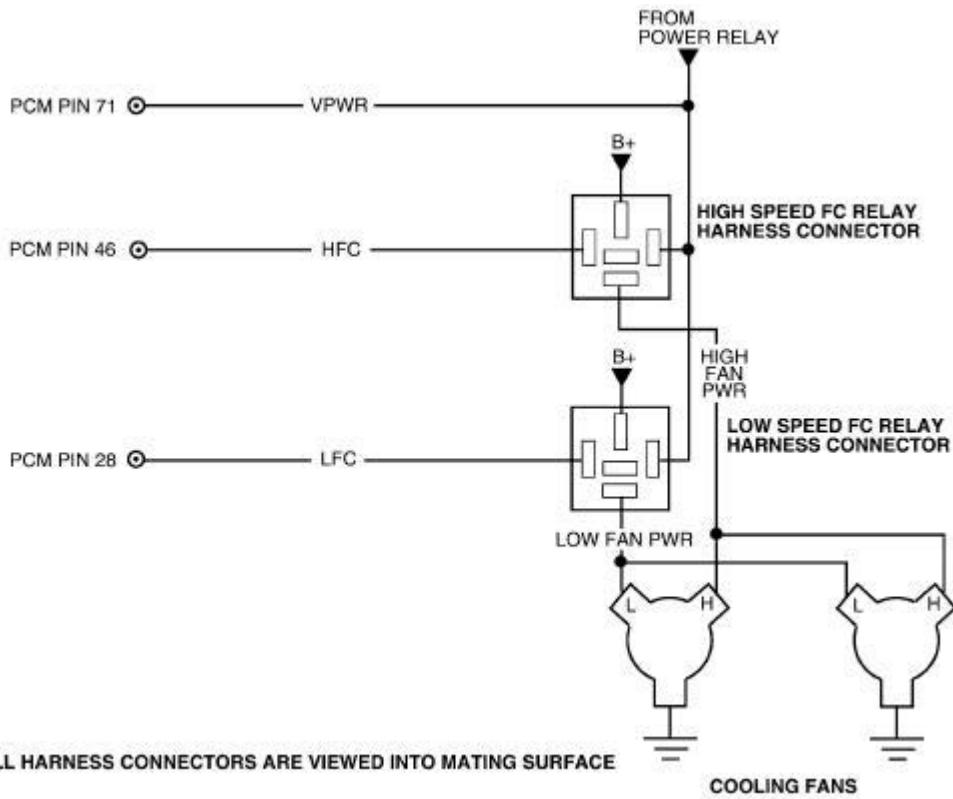 FROM
POWER RELAY
PCM PIN 71
VPWR
B+
HIGH SPEED FC RELAY
HARNESS CONNECTOR
PCM PIN 46
HFC
B+
HIGH
FAN
PWR
LOW SPEED FC RELAY
HARNESS CONNECTOR
PCM PIN 28
LFC
LOW FAN PWR
L
H
L
H
LL HARNESS CONNECTORS ARE VIEWED INTO MATING SURFACE
COOLING FANS